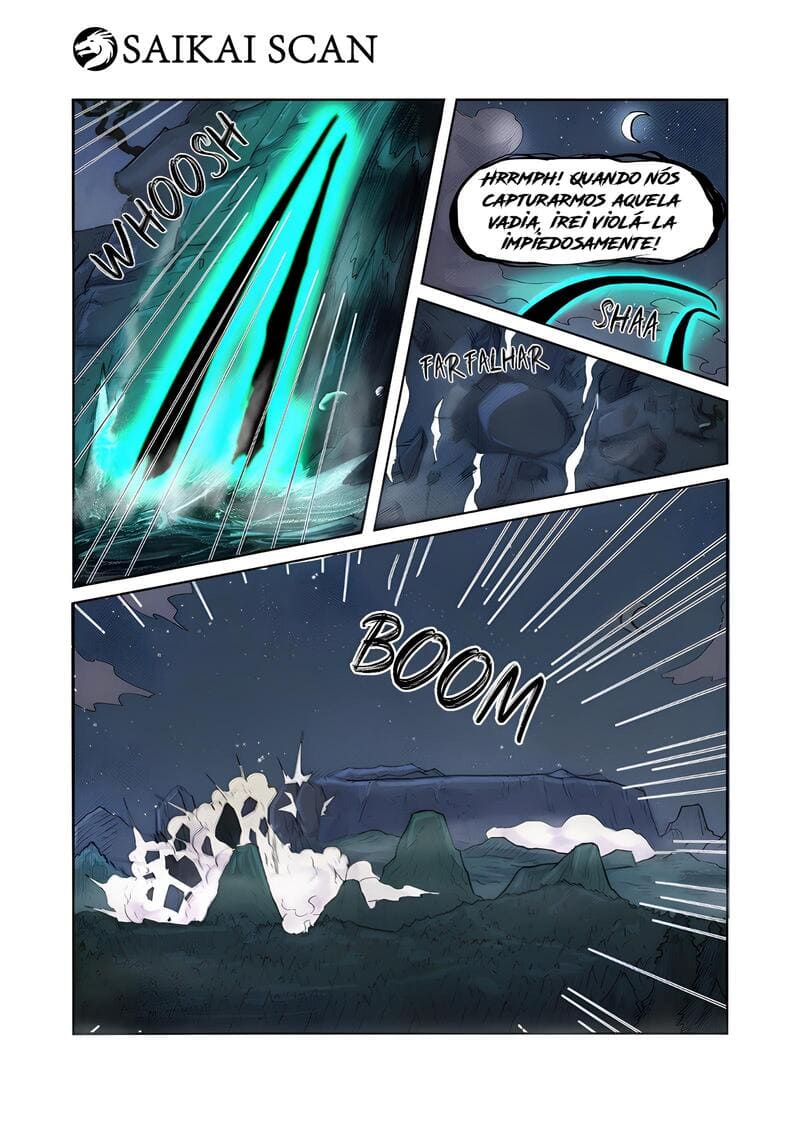 SAIKAI SCAN
WHOOSH
HRRMPH! QUANDO NÓS
CAPTURARMOS AQUELA
VADIA, IREI VIOLÁ-LA
IMPIEDOSAMENTE!
SHAA
FARFALHAR
BOOM